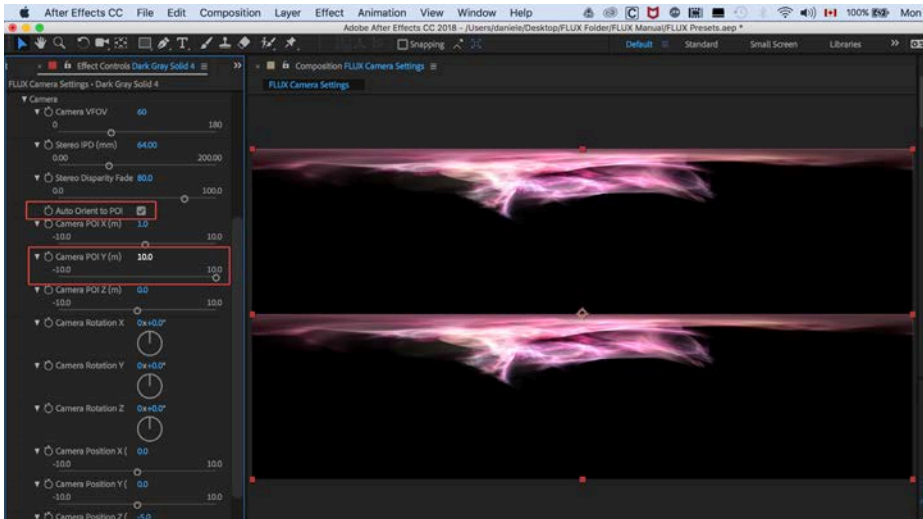 After Effects CC File Edit Composition Layer Effect Animation View Window Help 100% Mon
Adobe After Effects CC 2018 - /Users/daniele/Desktop/FLUX Folder/FLUX Manual/FLUX Presets.aep *
Snapping Default Standard Small Screen Libraries
Effect Controls Dark Gray Solid 4
Composition FLUX Camera Settings
FLUX Camera Settings • Dark Gray Solid 4
FLUX Camera Settings
Camera
Camera VFOV 60
0 180
Stereo IPD (mm) 64.00
0.00 200.00
Stereo Disparity Fade 80.0
0.0 100.0
Auto Orient to POI
Camera POI X (m) 1.0
-10.0 10.0
Camera POI Y (m) 10.0
-10.0 10.0
Camera POI Z (m) 0.0
-10.0 10.0
Camera Rotation X 0x+0.0°
Camera Rotation Y 0x+0.0°
Camera Rotation Z 0x+0.0°
Camera Position X ( 0.0
-10.0 10.0
Camera Position Y ( 0.0
-10.0 10.0
Camera Position Z ( -5.0